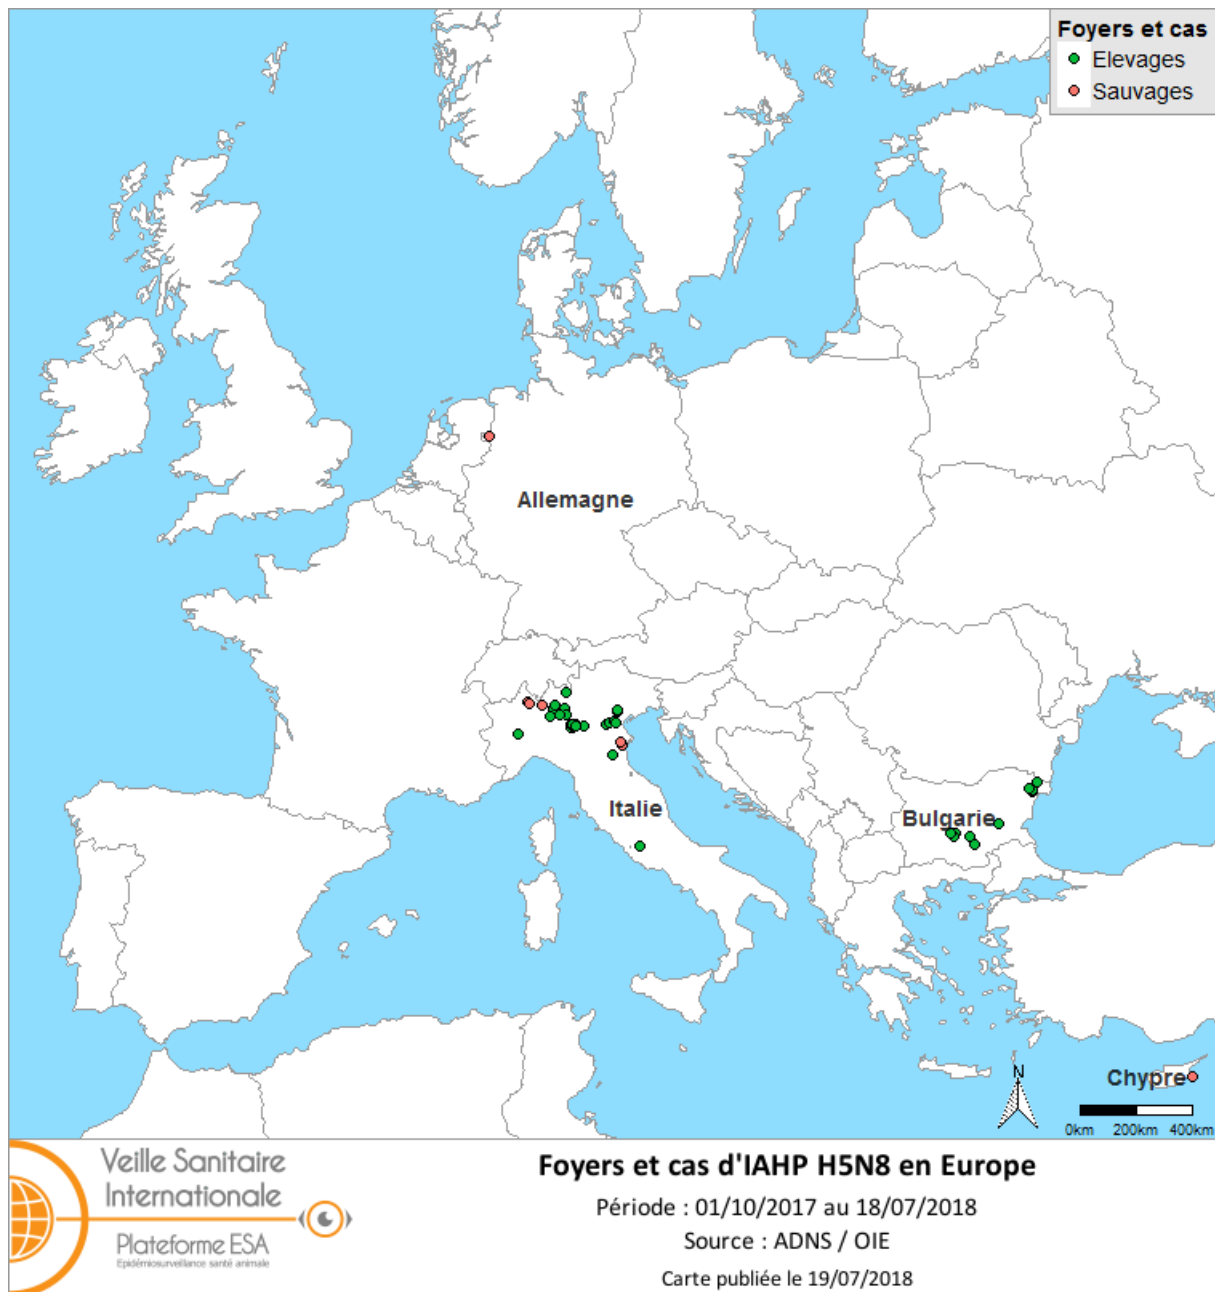 Foyers et cas
Elevages
Sauvages
Allemagne
Italie
Bulgarie
Chypre
N
0km 200kms 400kms
Veille Sanitaire
Internationale
Plateforme ESA
Epidémiosurveillance santé animale
Foyers et cas d'IAHP H5N8 en Europe
Période : 01/10/2017 au 18/07/2018
Source : ADNS / OIE
Carte publiée le 19/07/2018